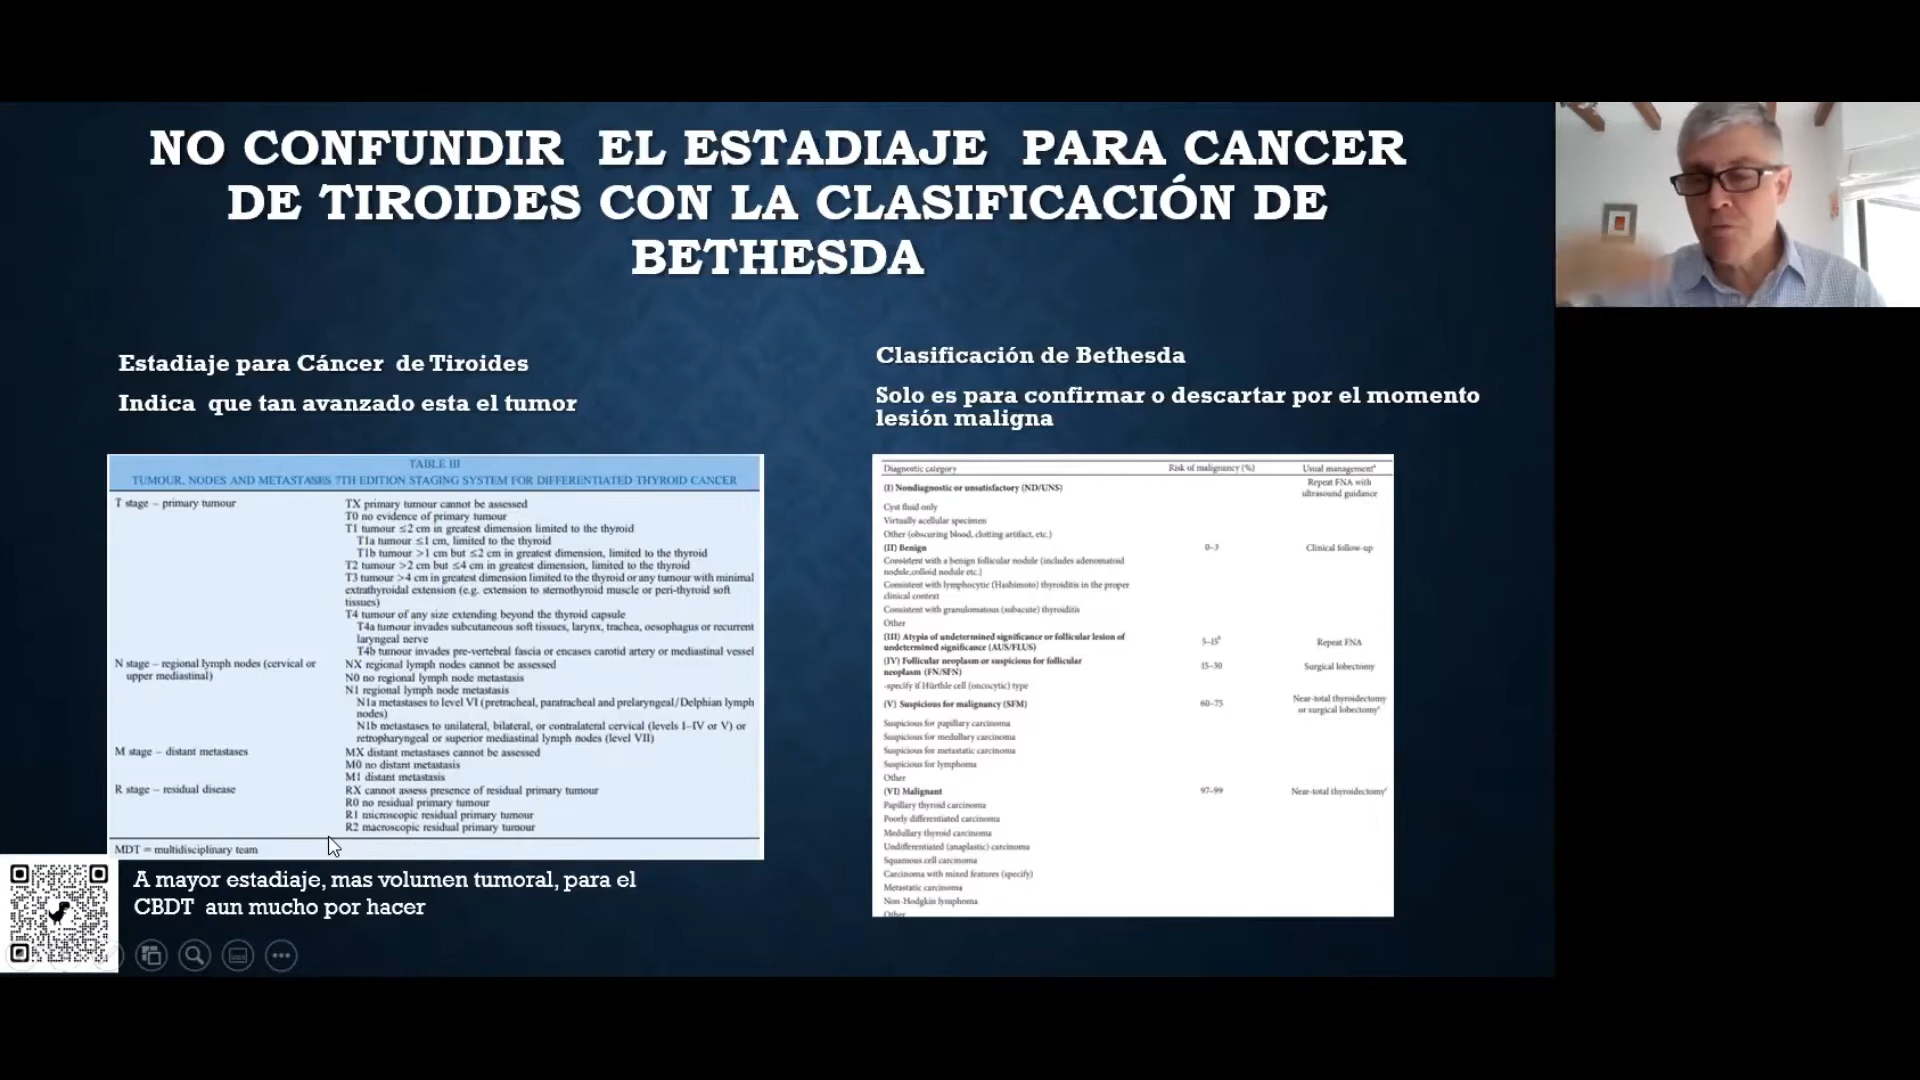 NO CONFUNDIR EL ESTADIAJE PARA CANCER
DE TIROIDES CON LA CLASIFICACIÓN DE
BETHESDA
Estadiaje para Cáncer de Tiroides
Indica que tan avanzado esta el tumor
TABLE III
TUMOUR, NODES AND METASTASES 7TH EDITION STAGING SYSTEM FOR DIFFERENTIATED THYROID CANCER
T stage – primary tumour TX primary tumour cannot be assessed
T0 no evidence of primary tumour
T1 tumour ≤2 cm in greatest dimension limited to the thyroid
T1a tumour ≤1 cm, limited to the thyroid
T1b tumour >1 cm but ≤2 cm in greatest dimension, limited to the thyroid
T2 tumour >2 cm but ≤4 cm in greatest dimension, limited to the thyroid
T3 tumour >4 cm in greatest dimension limited to the thyroid or any tumour with minimal
extrathyroidal extension (e.g. extension to sternothyroid muscle or peri-thyroid soft
tissues)
T4 tumour of any size extending beyond the thyroid capsule
T4a tumour invades subcutaneous soft tissues, larynx, trachea, oesophagus or recurrent
laryngeal nerve
T4b tumour invades pre-vertebral fascia or encases carotid artery or mediastinal vessel
N stage – regional lymph nodes (cervical or NX regional lymph nodes cannot be assessed
upper mediastinal) N0 no regional lymph node metastasis
N1 regional lymph node metastasis
N1a metastases to level VI (pretracheal, paratracheal and prelaryngeal/Delphian lymph
nodes)
N1b metastases to unilateral, bilateral, or contralateral cervical (levels I–IV or V) or
retropharyngeal or superior mediastinal lymph nodes (level VII)
M stage – distant metastases MX distant metastases cannot be assessed
M0 no distant metastasis
M1 distant metastasis
R stage – residual disease RX cannot assess presence of residual primary tumour
R0 no residual primary tumour
R1 microscopic residual primary tumour
R2 macroscopic residual primary tumour
MDT = multidisciplinary team
A mayor estadiaje, mas volumen tumoral, para el
CBDT aun mucho por hacer
Clasificación de Bethesda
Solo es para confirmar o descartar por el momento
lesión maligna
Diagnostic category Risk of malignancy (%) Usual management
(I) Nondiagnostic or unsatisfactory (ND/UNS) Repeat FNA with
ultrasound guidance
Cyst fluid only
Virtually acellular specimen
Other (obscuring blood, clotting artifact, etc.)
(II) Benign 0–3 Clinical follow-up
Consistent with a benign follicular nodule (includes adenomatoid
nodule, colloid nodule etc.)
Consistent with lymphocytic (Hashimoto) thyroiditis in the proper
clinical context
Consistent with granulomatous (subacute) thyroiditis
Other
(III) Atypia of undetermined significance or follicular lesion of
undetermined significance (AUS/FLUS) 5–15 Repeat FNA
(IV) Follicular neoplasm or suspicious for follicular
neoplasm (FN/SFN) 15–30 Surgical lobectomy
-specify if Hürthle cell (oncocytic) type
(V) Suspicious for malignancy (SFM) 60–75 Near-total thyroidectomy
or surgical lobectomy
Suspicious for papillary carcinoma
Suspicious for medullary carcinoma
Suspicious for metastatic carcinoma
Suspicious for lymphoma
Other
(VI) Malignant 97–99 Near-total thyroidectomy
Papillary thyroid carcinoma
Poorly differentiated carcinoma
Medullary thyroid carcinoma
Undifferentiated (anaplastic) carcinoma
Squamous cell carcinoma
Carcinoma with mixed features (specify)
Metastatic carcinoma
Non-Hodgkin lymphoma
Other